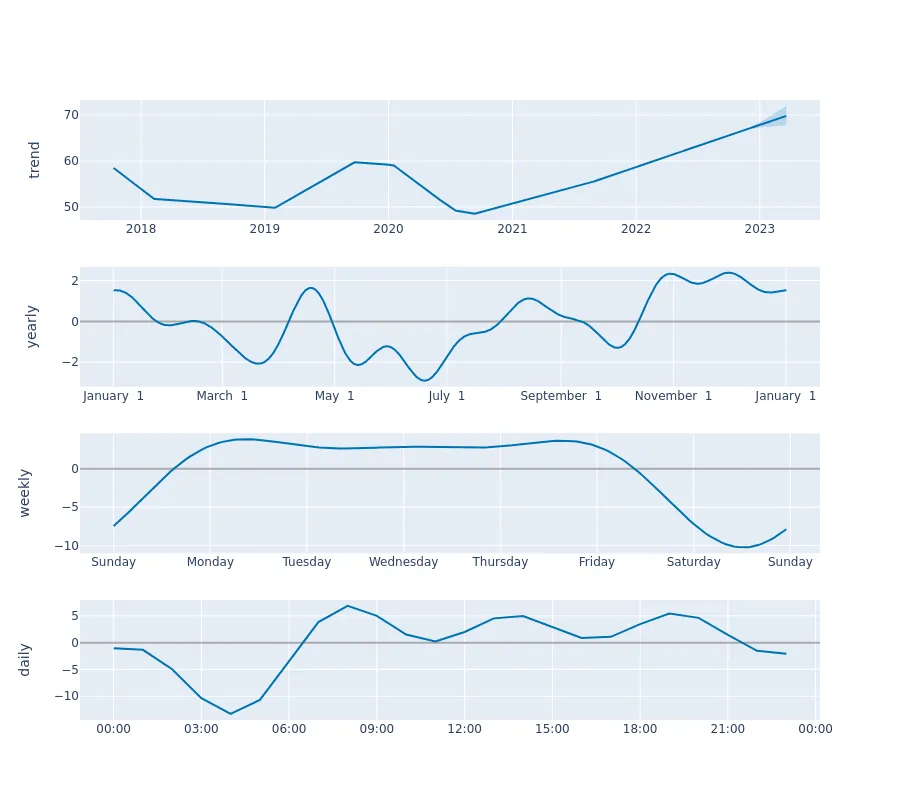 trend
70
60
50
2018 2019 2020 2021 2022 2023
yearly
2
0
−2
January 1 March 1 May 1 July 1 September 1 November 1 January 1
weekly
0
−5
−10
Sunday Monday Tuesday Wednesday Thursday Friday Saturday Sunday
daily
5
0
−5
−10
00:00 03:00 06:00 09:00 12:00 15:00 18:00 21:00 00:00